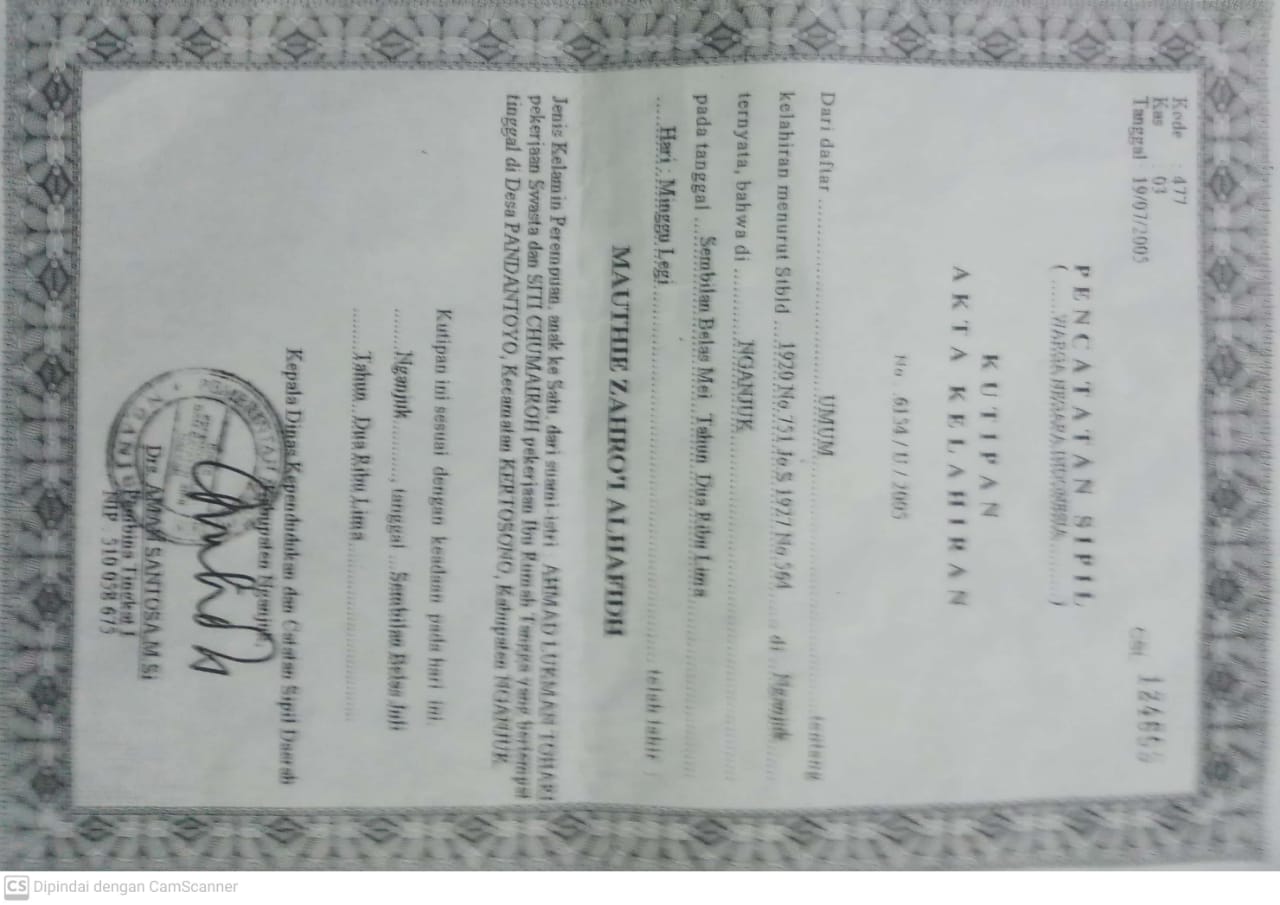 Kode : 477
Kas : 03
Tanggal : 19/07/2005
CSL
PENCATATAN SIPIL
( ......WARGA NEGARA INDONESIA.......... )
KUTIPAN
AKTA KELAHIRAN
No . 6154 / U / 2005
Dari daftar .......... UMUM .......... tentang
kelahiran menurut Stbld ... 1920 No.751 Jo.S 1927 No.564 ...... di ... Nganjuk ......
ternyata, bahwa di .......... NGANJUK ..........
pada tanggal ... Sembilan Belas Mei Tahun Dua Ribu Lima ..........
.... Hari : Minggu Legi .......... telah lahir :
MAUTHIE ZAHRO'I ALHAFIDH
Jenis Kelamin Perempuan, anak ke Satu, dari suami-istri : AHMAD LUKMAN TOHARI
pekerjaan Swasta dan SITI CHUMAIROH pekerjaan Ibu Rumah Tangga yang bertempat
tinggal di Desa PANDANTOYO, Kecamatan KERTOSONO, Kabupaten NGANJUK
Kutipan ini sesuai dengan keadaan pada hari ini.
........ Nganjuk .........., tanggal ... Sembilan Belas Juli
........ Tahun Dua Ribu Lima ..........
Kepala Dinas Kependudukan dan Catatan Sipil Daerah
Kabupaten Nganjuk,
Drs. AMAN SANTOSA.M.Si
Pembina Tingkat I
NIP . 510 058 675
CS Dipindai dengan CamScanner